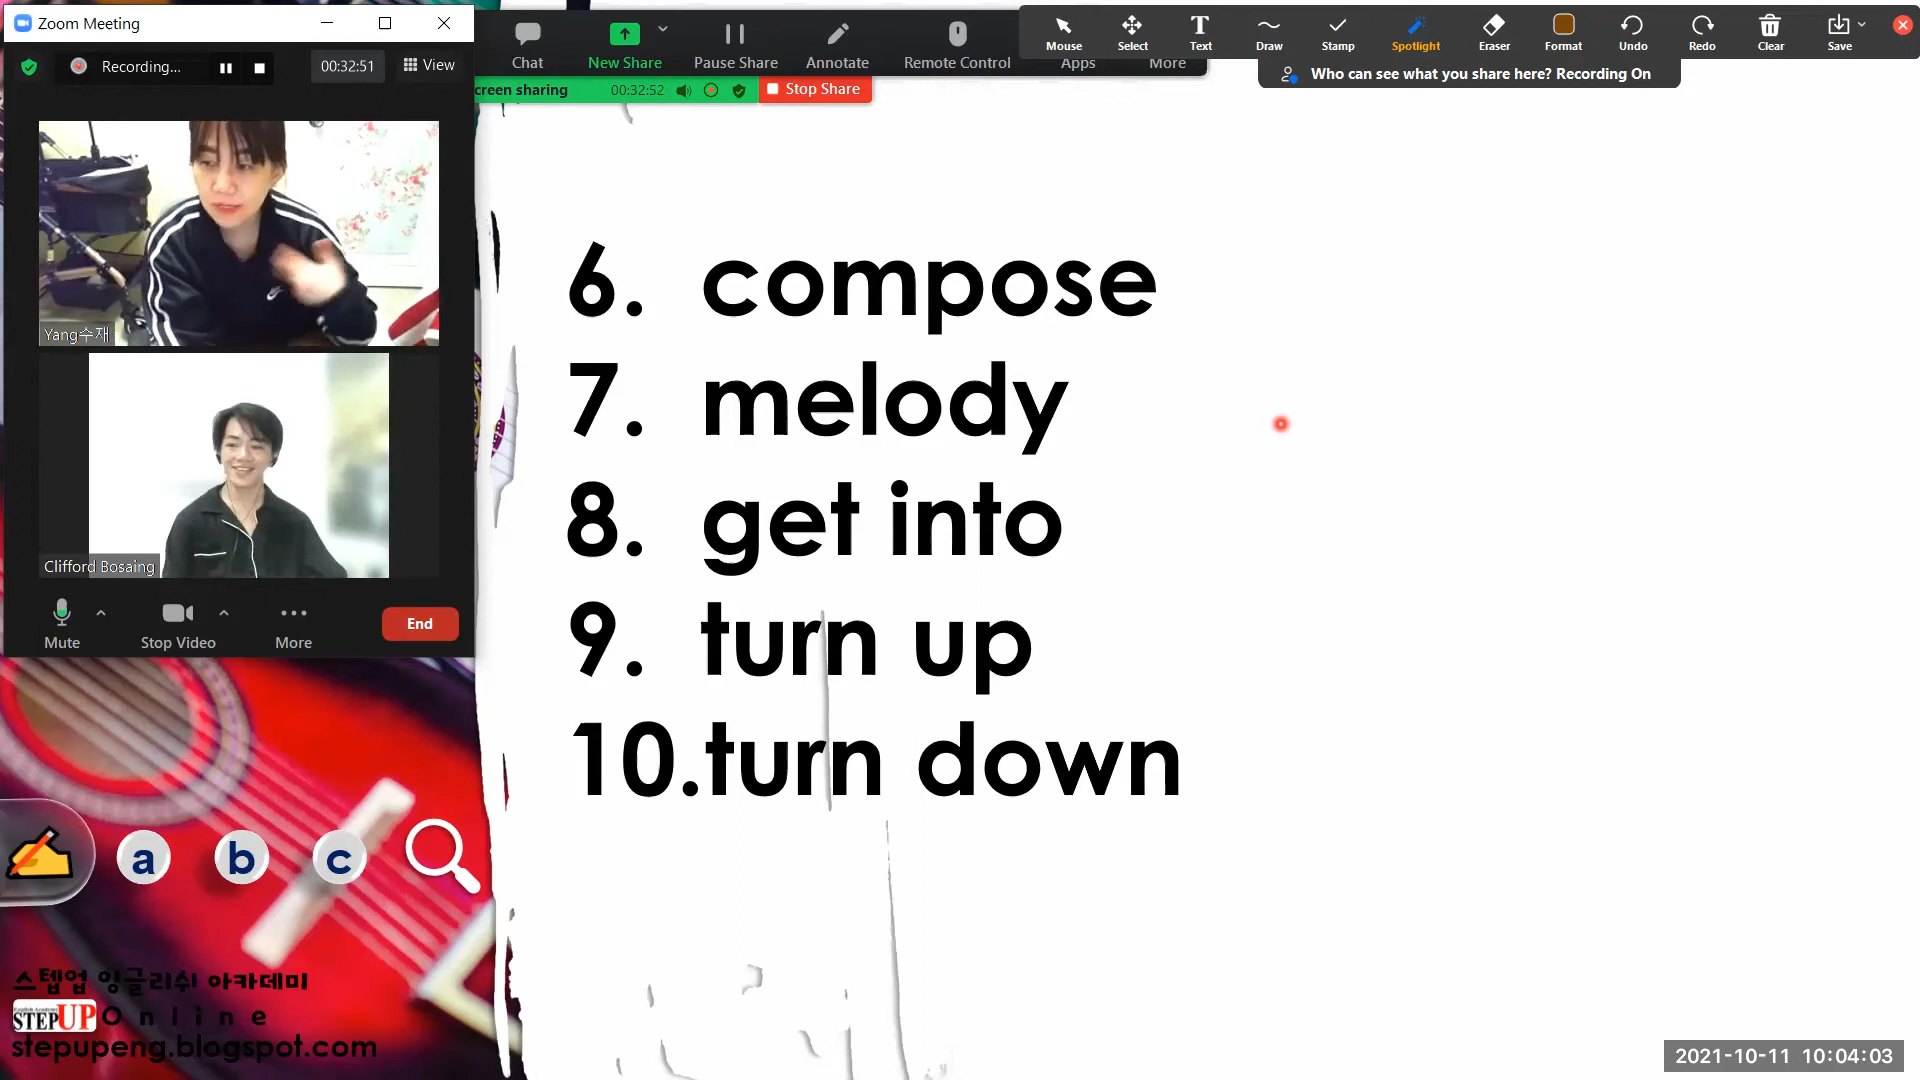 Zoom Meeting
Recording...
00:32:51
View
Yang수재
Clifford Bosaing
Mute
Stop Video
More
End
Chat
New Share
Pause Share
Annotate
Remote Control
Apps
More
creen sharing
00:32:52
Stop Share
Mouse
Select
Text
Draw
Stamp
Spotlight
Eraser
Format
Undo
Redo
Clear
Save
Who can see what you share here? Recording On
6. compose
7. melody
8. get into
9. turn up
10.turn down
a b c
스텝업 잉글리쉬 아카데미
STEPUP Online
stepupeng.blogspot.com
2021-10-11 10:04:03